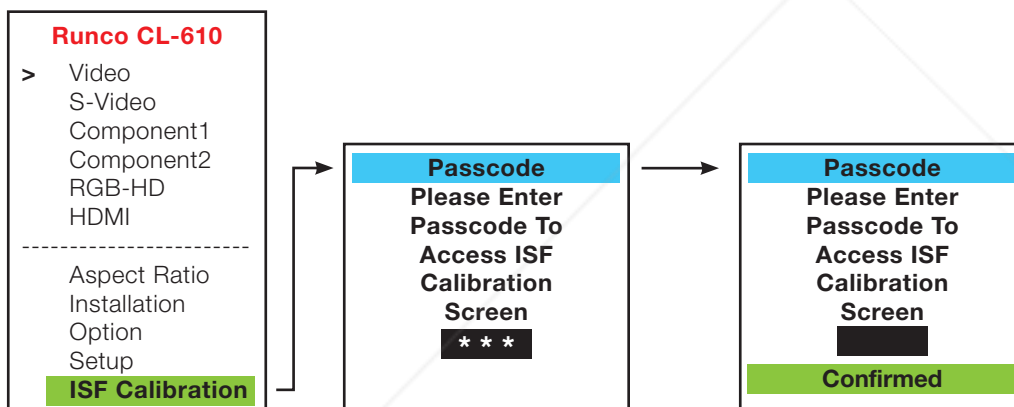 Runco CL-610
> Video
S-Video
Component1
Component2
RGB-HD
HDMI
------------------------
Aspect Ratio
Installation
Option
Setup
ISF Calibration
Passcode
Please Enter
Passcode To
Access ISF
Calibration
Screen
* * *
Passcode
Please Enter
Passcode To
Access ISF
Calibration
Screen
Confirmed